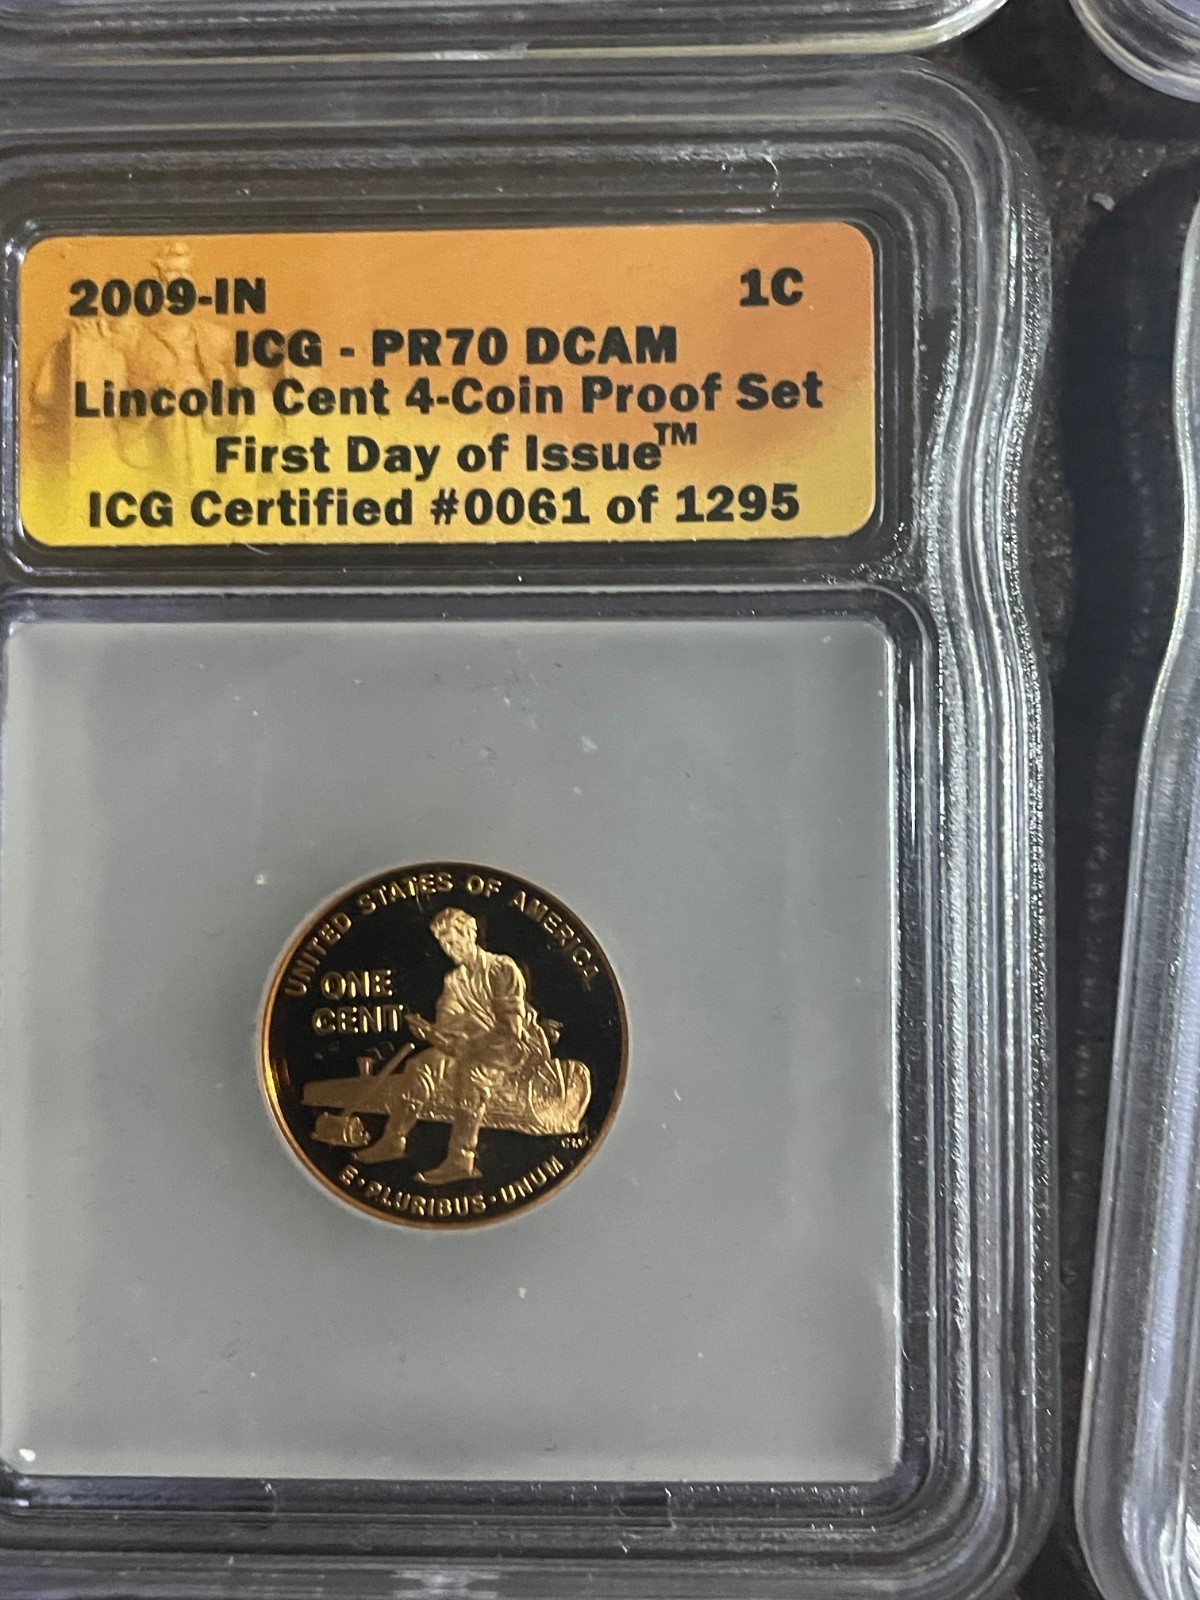 2009-IN 1C
ICG - PR70 DCAM
Lincoln Cent 4-Coin Proof Set
First Day of Issue™
ICG Certified #0061 of 1295
UNITED STATES OF AMERICA
ONE
CENT
E·PLURIBUS·UNUM